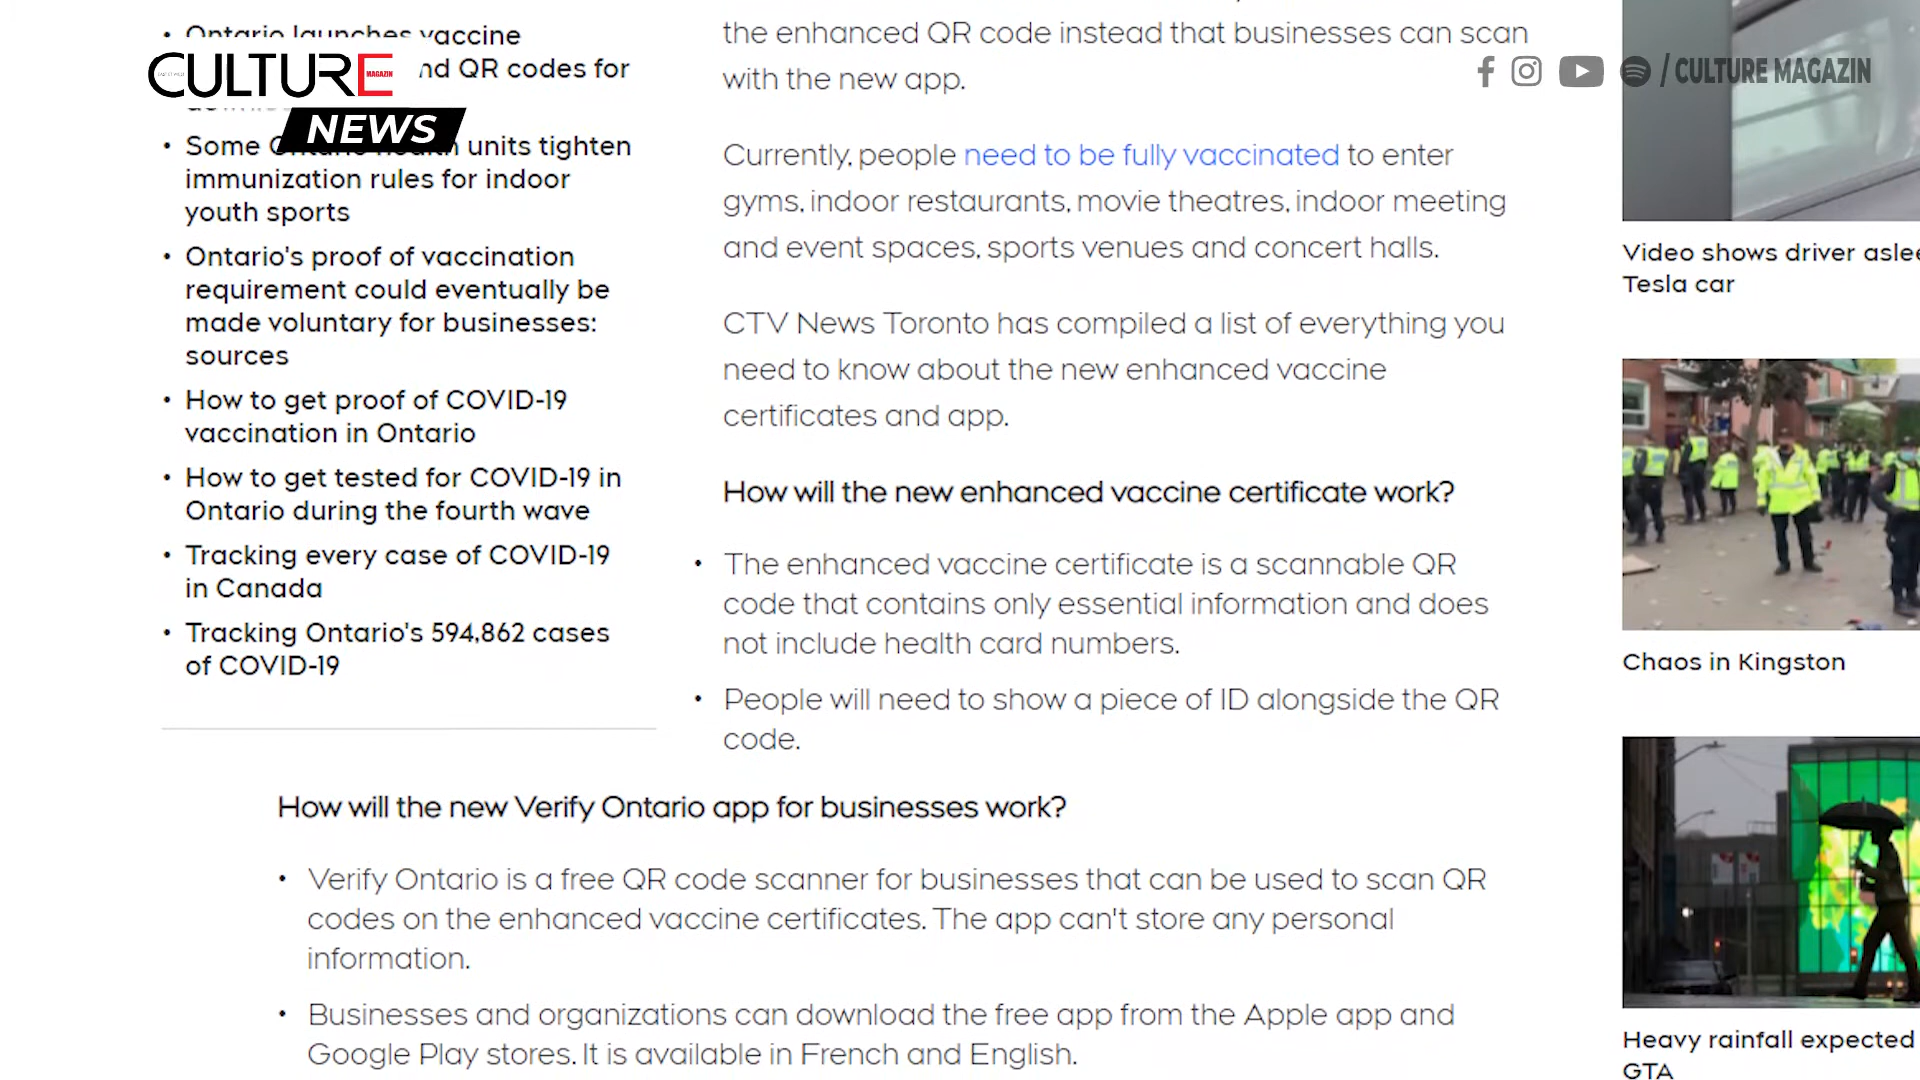 CULTURE
MAGAZIN
NEWS
/ CULTURE MAGAZIN
Ontario launches vaccine
nd QR codes for
Some Ontario health units tighten
immunization rules for indoor
youth sports
Ontario's proof of vaccination
requirement could eventually be
made voluntary for businesses:
sources
How to get proof of COVID-19
vaccination in Ontario
How to get tested for COVID-19 in
Ontario during the fourth wave
Tracking every case of COVID-19
in Canada
Tracking Ontario's 594,862 cases
of COVID-19
the enhanced QR code instead that businesses can scan
with the new app.
Currently, people need to be fully vaccinated to enter
gyms, indoor restaurants, movie theatres, indoor meeting
and event spaces, sports venues and concert halls.
CTV News Toronto has compiled a list of everything you
need to know about the new enhanced vaccine
certificates and app.
How will the new enhanced vaccine certificate work?
The enhanced vaccine certificate is a scannable QR
code that contains only essential information and does
not include health card numbers.
People will need to show a piece of ID alongside the QR
code.
How will the new Verify Ontario app for businesses work?
Verify Ontario is a free QR code scanner for businesses that can be used to scan QR
codes on the enhanced vaccine certificates. The app can't store any personal
information.
Businesses and organizations can download the free app from the Apple app and
Google Play stores. It is available in French and English.
Video shows driver aslee
Tesla car
Chaos in Kingston
Heavy rainfall expected
GTA